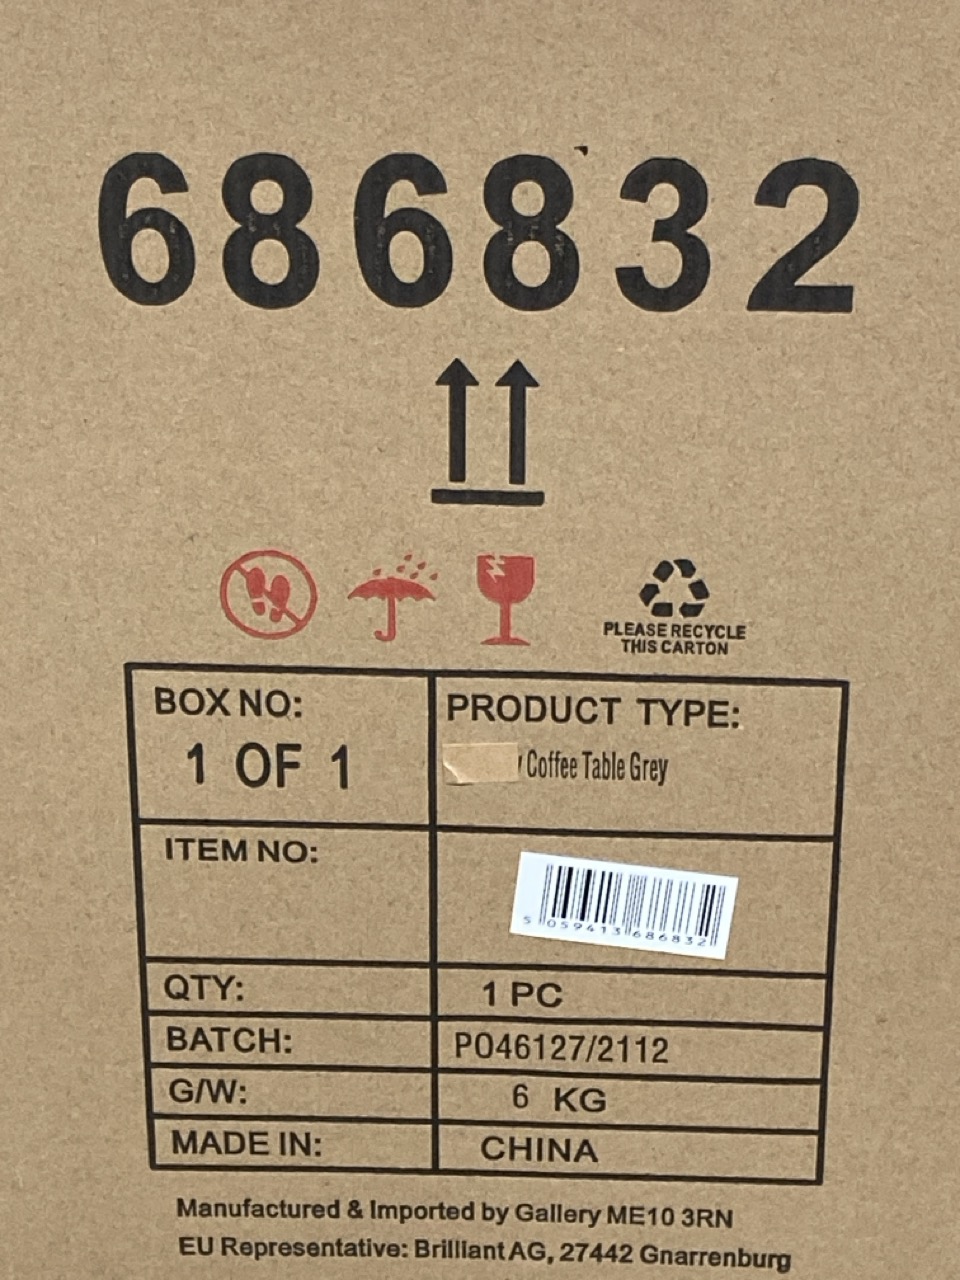 686832
PLEASE RECYCLE
THIS CARTON
BOX NO:
1 OF 1
PRODUCT TYPE:
Coffee Table Grey
ITEM NO:
5 059413 686832
QTY:
1 PC
BATCH:
PO46127/2112
G/W:
6 KG
MADE IN:
CHINA
Manufactured & Imported by Gallery ME10 3RN
EU Representative: Brilliant AG, 27442 Gnarrenburg